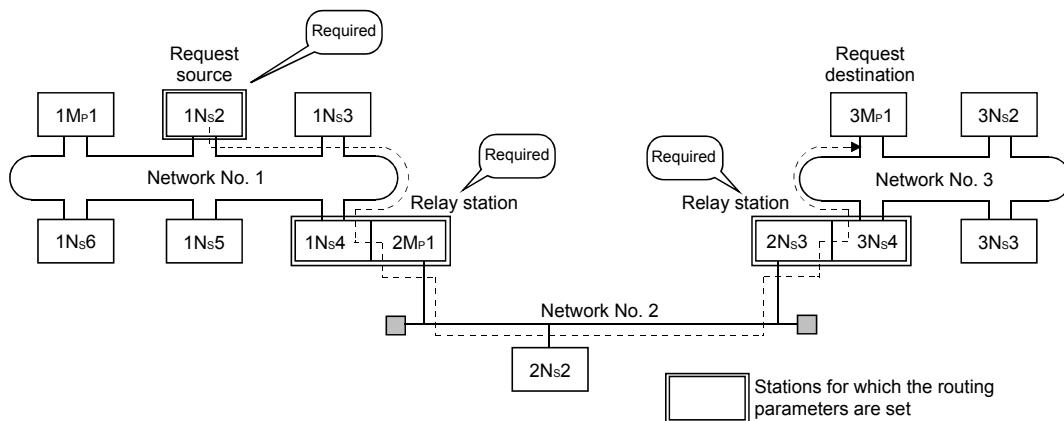 Required
Request
source
Request
destination
1MP1
1NS2
1NS3
3MP1
3NS2
Required
Required
Network No. 1
Network No. 3
Relay station
Relay station
1NS6
1NS5
1NS4
2MP1
2NS3
3NS4
3NS3
Network No. 2
2NS2
Stations for which the routing
parameters are set